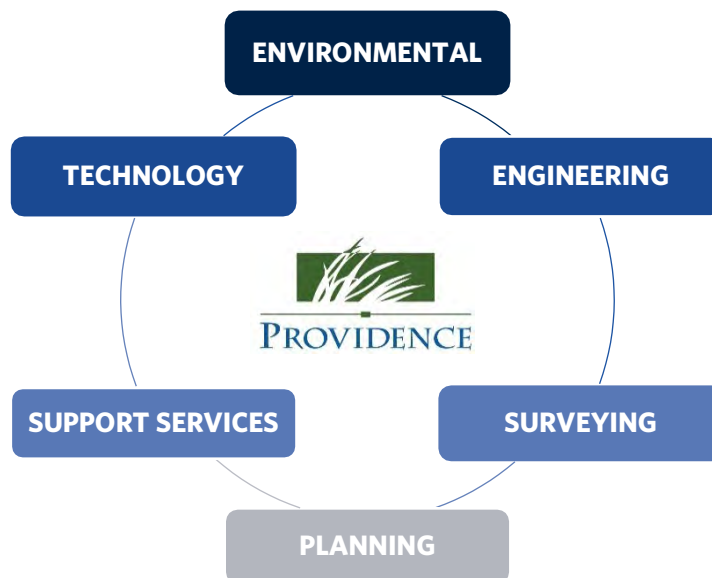 ENVIRONMENTAL
TECHNOLOGY
ENGINEERING
PROVIDENCE
SUPPORT SERVICES
SURVEYING
PLANNING